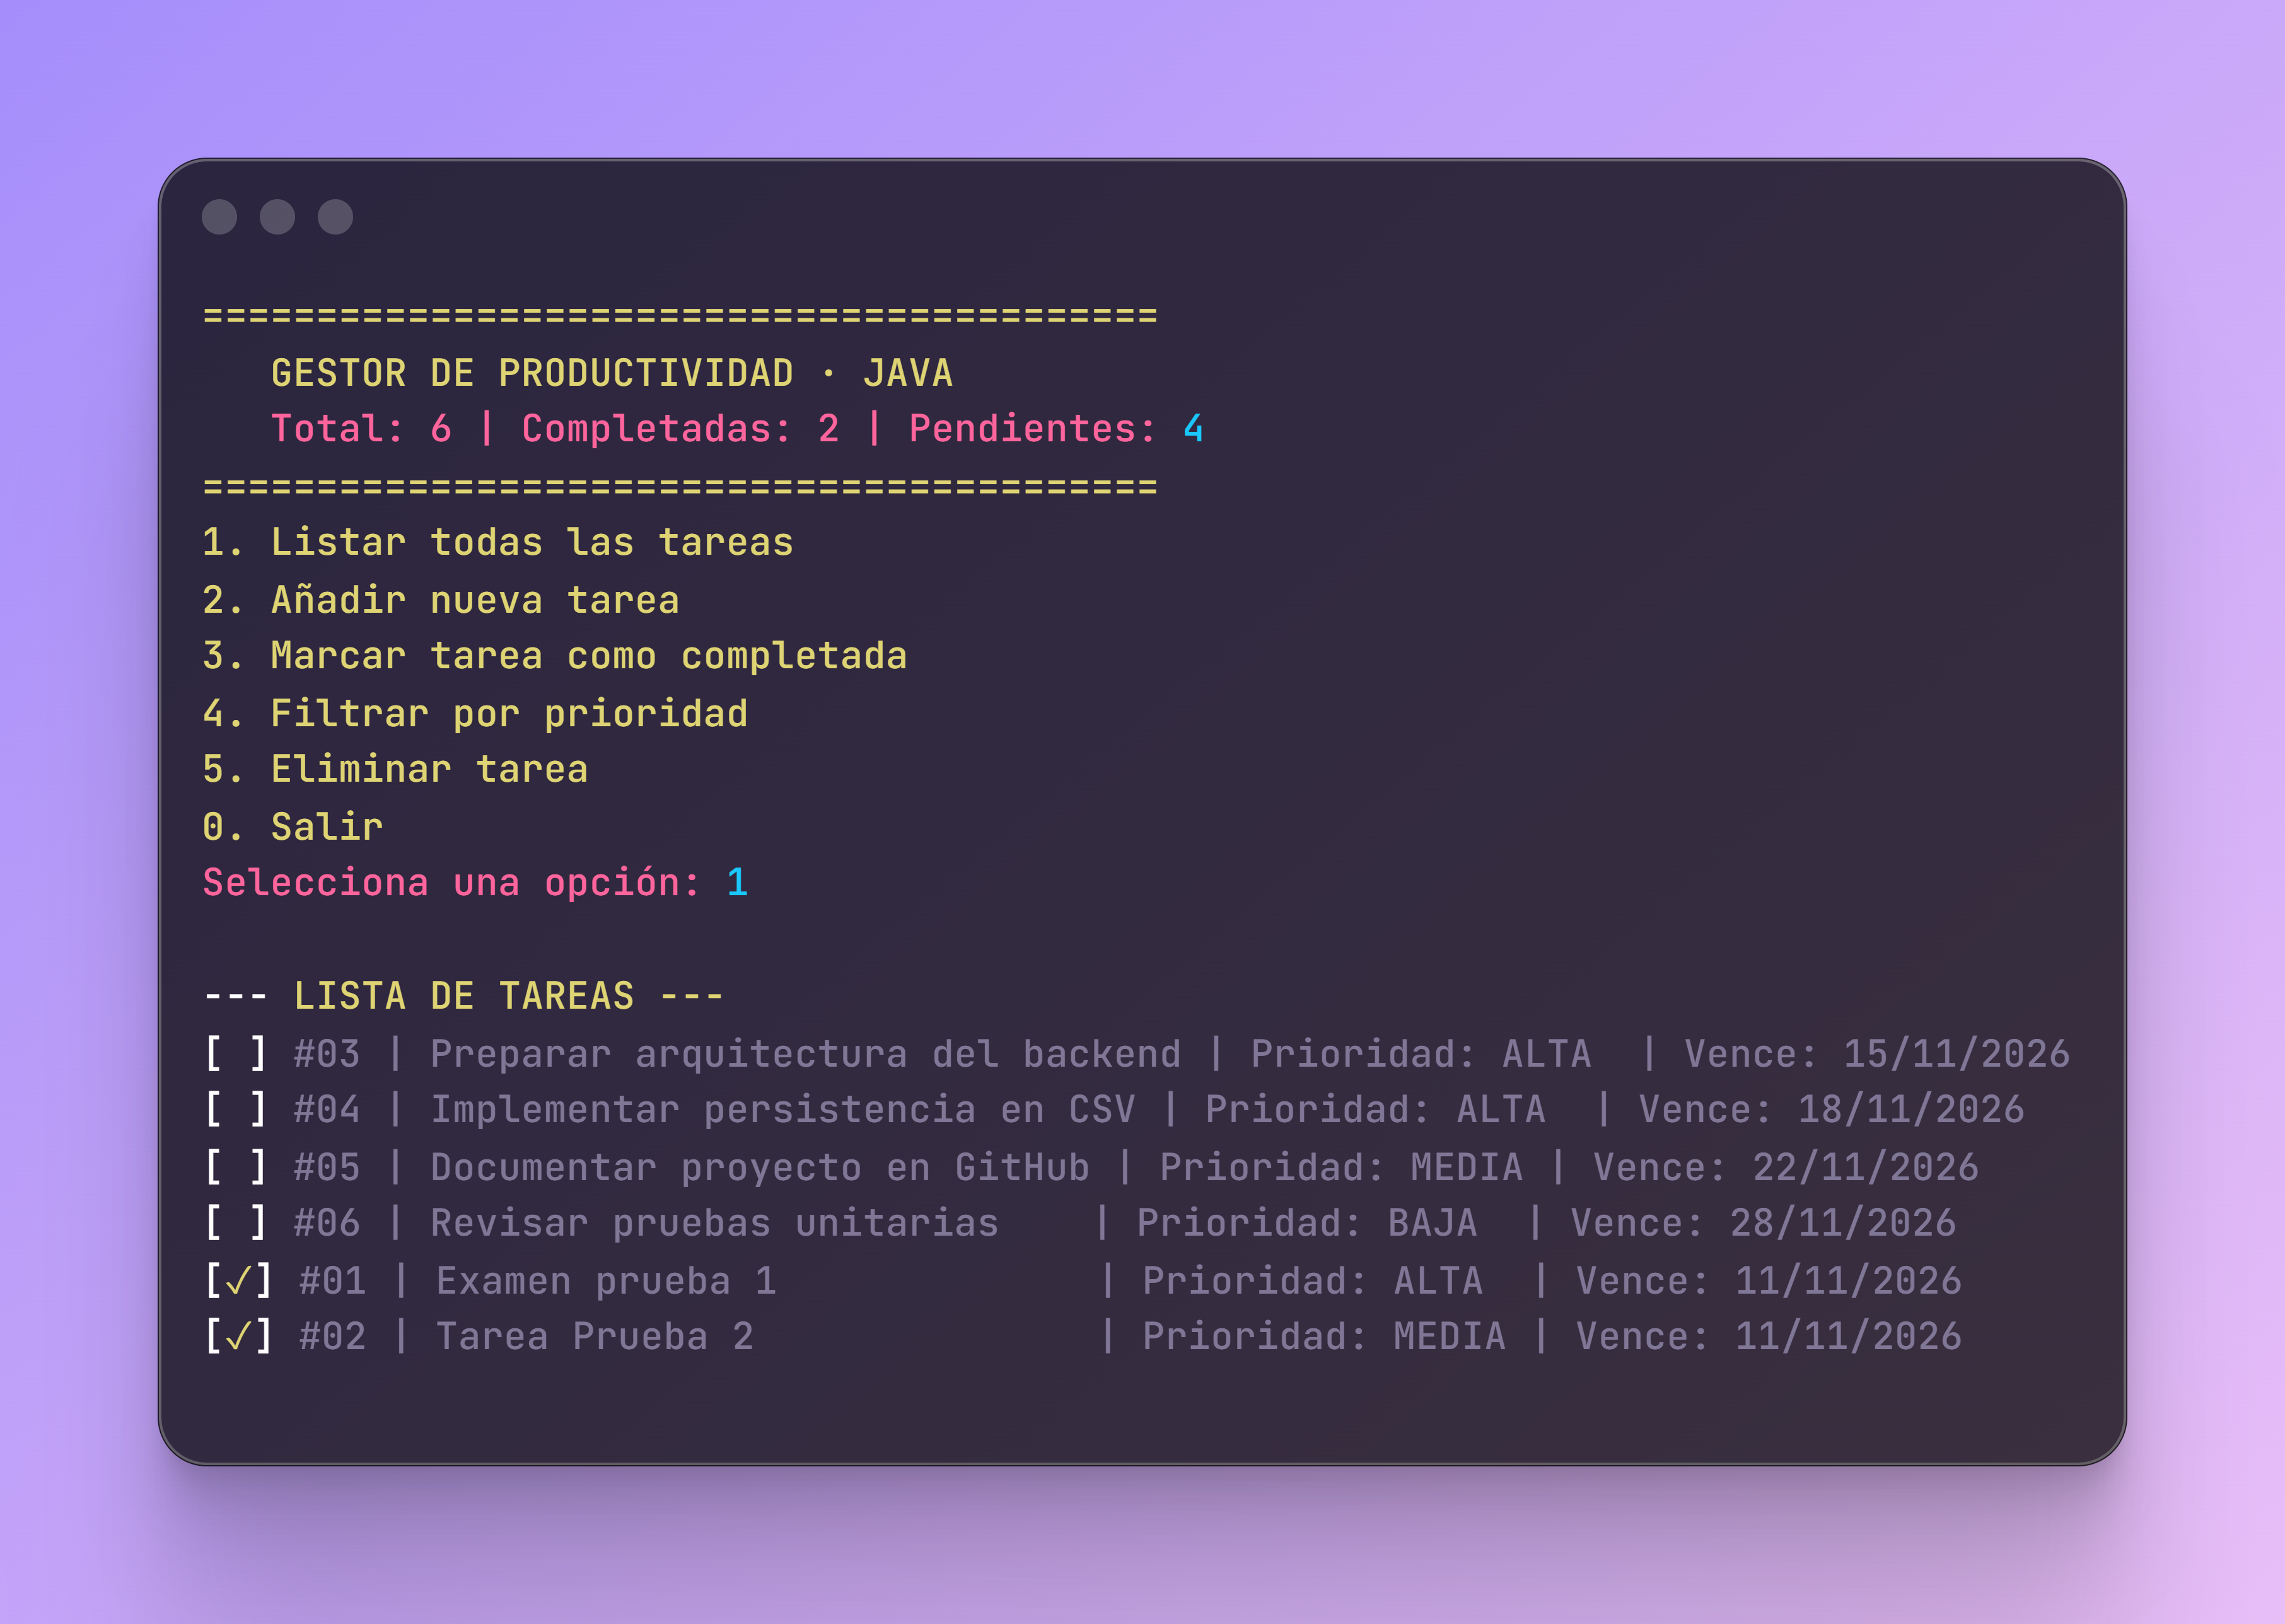 ==========================================
   GESTOR DE PRODUCTIVIDAD · JAVA
   Total: 6 | Completadas: 2 | Pendientes: 4
==========================================
1. Listar todas las tareas
2. Añadir nueva tarea
3. Marcar tarea como completada
4. Filtrar por prioridad
5. Eliminar tarea
0. Salir
Selecciona una opción: 1

--- LISTA DE TAREAS ---
[ ] #03 | Preparar arquitectura del backend | Prioridad: ALTA  | Vence: 15/11/2026
[ ] #04 | Implementar persistencia en CSV | Prioridad: ALTA  | Vence: 18/11/2026
[ ] #05 | Documentar proyecto en GitHub | Prioridad: MEDIA | Vence: 22/11/2026
[ ] #06 | Revisar pruebas unitarias    | Prioridad: BAJA  | Vence: 28/11/2026
[✓] #01 | Examen prueba 1              | Prioridad: ALTA  | Vence: 11/11/2026
[✓] #02 | Tarea Prueba 2               | Prioridad: MEDIA | Vence: 11/11/2026